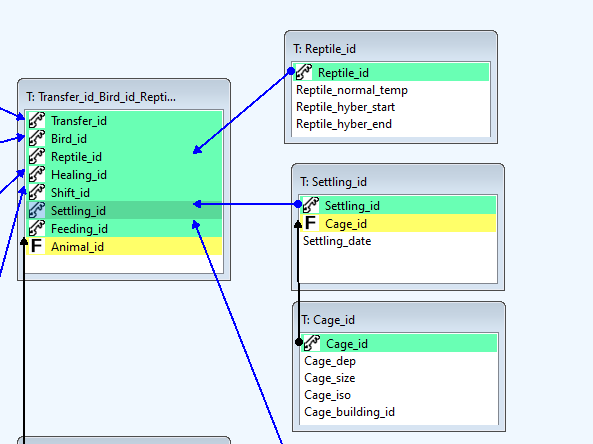 T: Reptile_id
Reptile_id
Reptile_normal_temp
Reptile_hyber_start
Reptile_hyber_end
T: Transfer_id_Bird_id_Repti...
Transfer_id
Bird_id
Reptile_id
Healing_id
Shift_id
Settling_id
Feeding_id
F Animal_id
T: Settling_id
Settling_id
F Cage_id
Settling_date
T: Cage_id
Cage_id
Cage_dep
Cage_size
Cage_iso
Cage_building_id